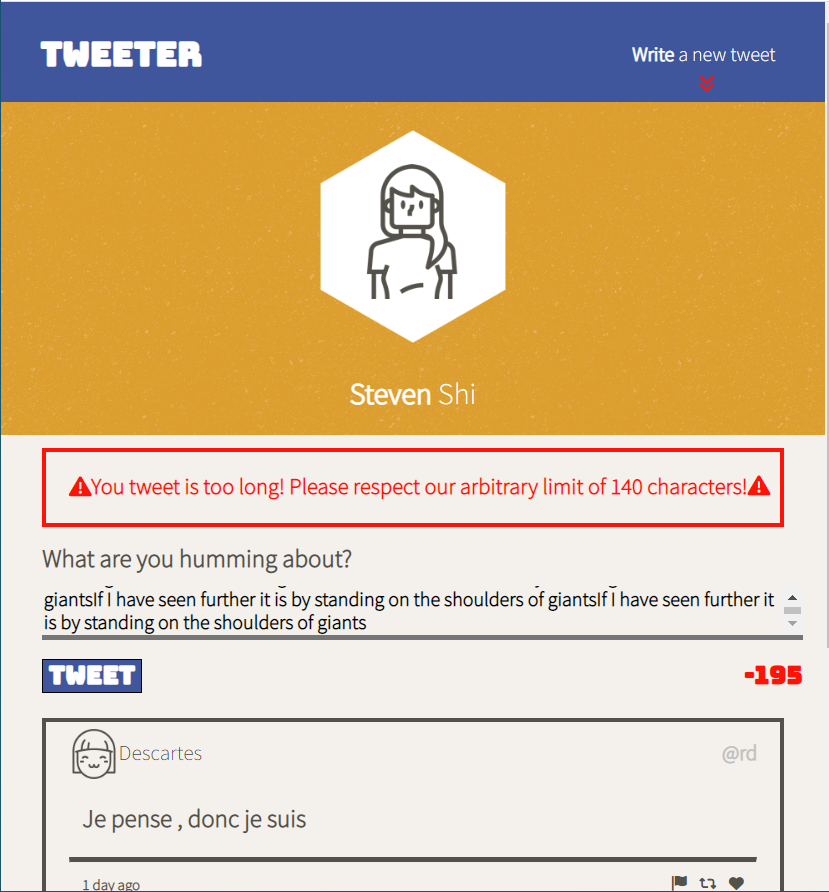 TWEETER
Write a new tweet
Steven Shi
You tweet is too long! Please respect our arbitrary limit of 140 characters!
What are you humming about?
giantsIf I have seen further it is by standing on the shoulders of giantsIf I have seen further it
is by standing on the shoulders of giants
TWEET
-195
Descartes
@rd
Je pense , donc je suis
1 day ago